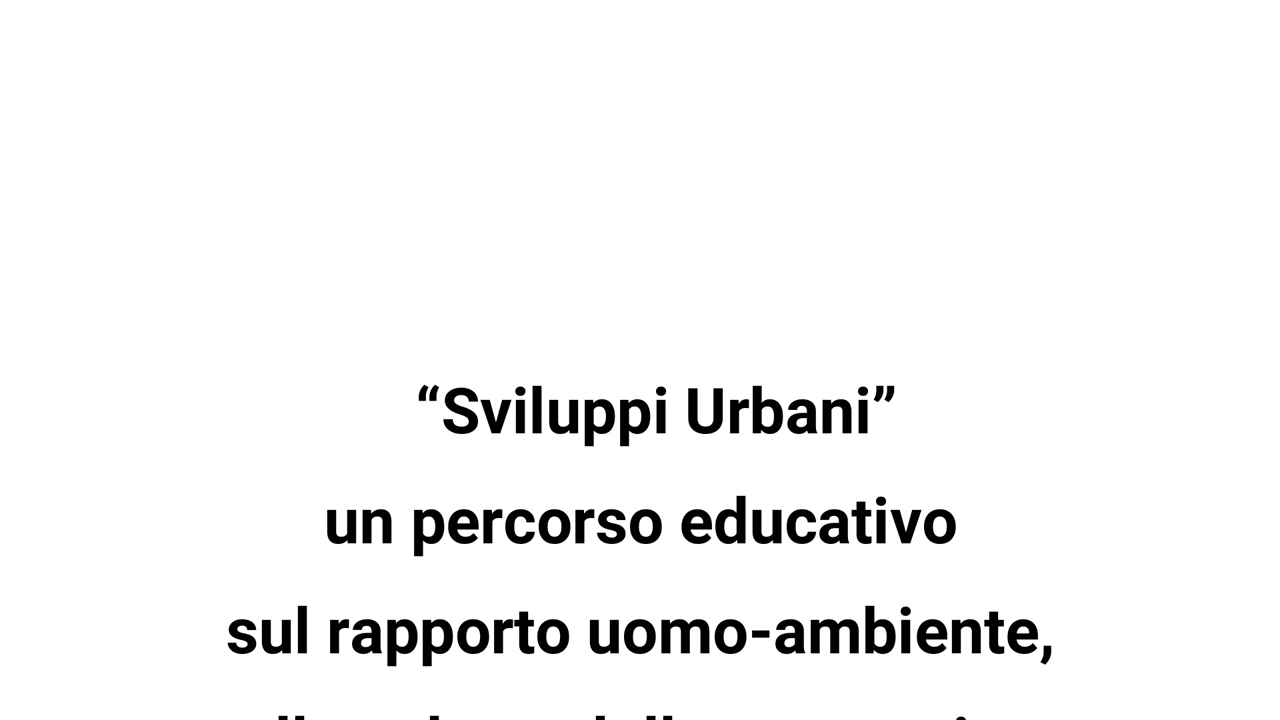 “Sviluppi Urbani”
un percorso educativo
sul rapporto uomo-ambiente,